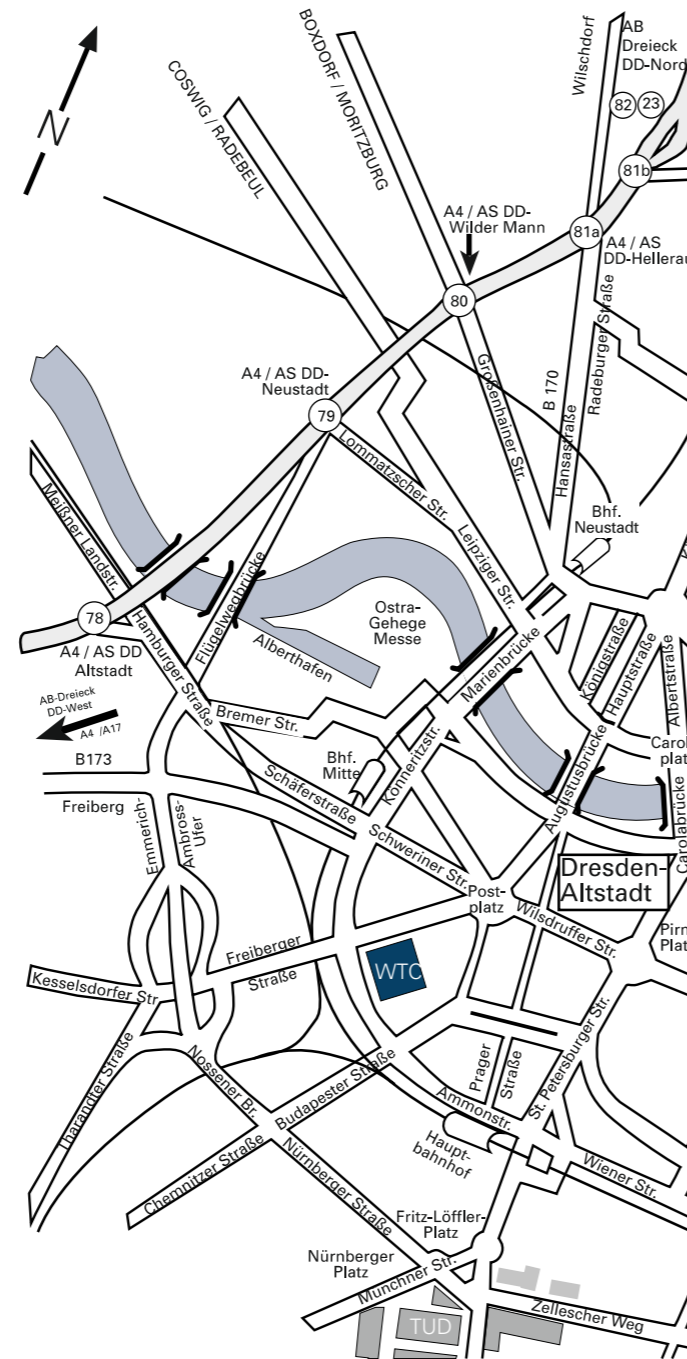 N
COSWIG / RADEBEUL
BOXDORF / MORITZBURG
Wilschdorf
AB
Dreieck
DD-Nord
82
23
81b
A4 / AS DD-
Wilder Mann
81a
A4 / AS
DD-Hellerau
80
A4 / AS DD-
Neustadt
79
Großenhainer Str.
B 170
Hansastraße
Radeburger Straße
Lommatzscher Str.
Leipziger Str.
Bhf.
Neustadt
Meißner Landstr.
78
A4 / AS DD
Altstadt
Hamburger Straße
Flügelwegbrücke
Alberthafen
Ostra-
Gehege
Messe
Marienbrücke
Königstraße
Hauptstraße
Albertstraße
AB-Dreieck
DD-West
A4 /A17
B173
Freiberg
Bremer Str.
Bhf.
Mitte
Könneritzstr.
Augustusbrücke
Carola
platz
Carolabrücke
Schäferstraße
Schweriner Str.
Emmerich-
Ambross-
Ufer
Post-
platz
Dresden-
Altstadt
Wilsdruffer Str.
Pirn
Platz
Freiberger
Straße
WTC
Kesselsdorfer Str.
Tharandter Straße
Nossener Br.
Budapester Straße
Chemnitzer Straße
Nürnberger Straße
Prager
Straße
St. Petersburger Str.
Ammonstr.
Haupt-
bahnhof
Wiener Str.
Fritz-Löffler-
Platz
Nürnberger
Platz
Munchner Str.
Zellescher Weg
TUD